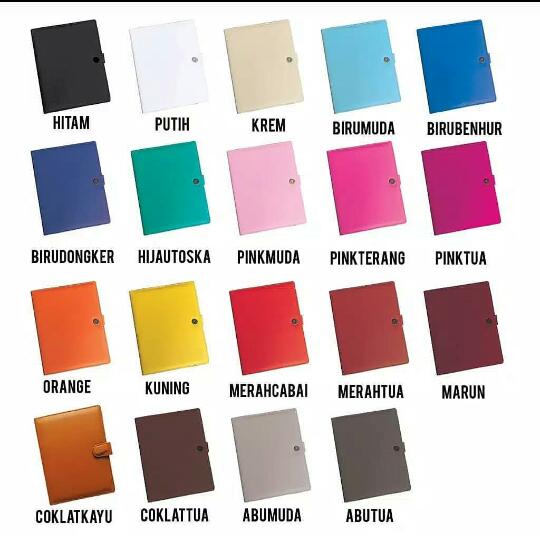 HITAM
PUTIH
KREM
BIRUMUDA
BIRUBENHUR
BIRUDONGKER
HIJAUTOSKA
PINKMUDA
PINKTERANG
PINKTUA
ORANGE
KUNING
MERAHCABAI
MERAHTUA
MARUN
COKLATKAYU
COKLATTUA
ABUMUDA
ABUTUA